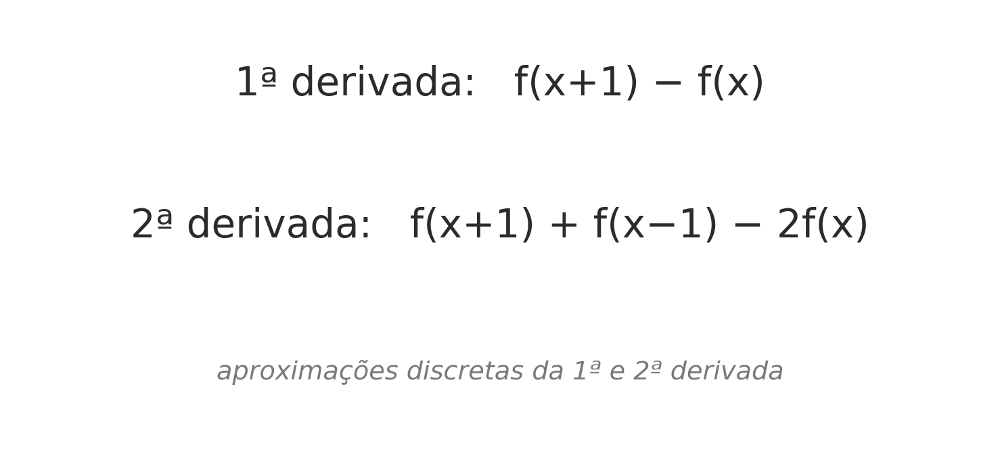 1ª derivada: f(x+1) − f(x)
2ª derivada: f(x+1) + f(x−1) − 2f(x)
aproximações discretas da 1ª e 2ª derivada